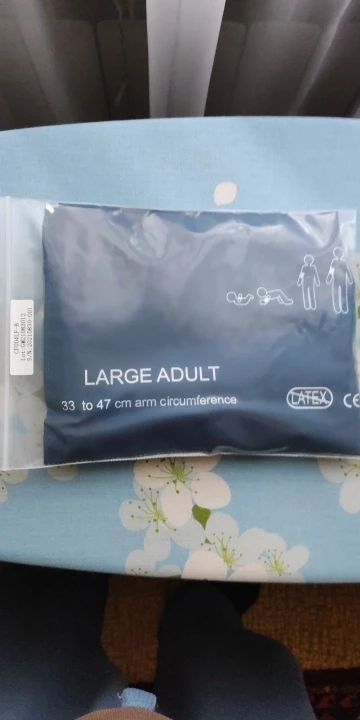 LARGE ADULT
33 to 47 cm arm circumference
LATEX
CE